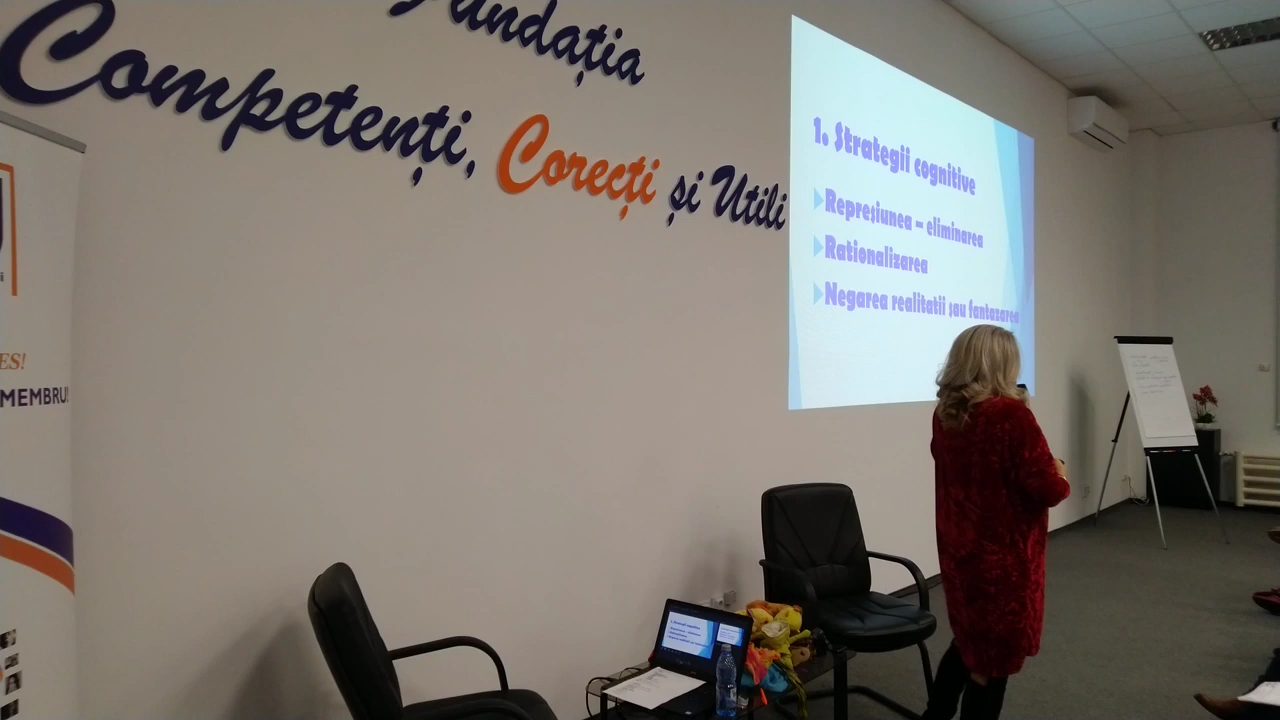 Fundația
Competenți, Corecți și Utili
1. Strategii cognitive
Represiunea – eliminarea
Rationalizarea
Negarea realitatii sau fantazarea
ES!
MEMBRU!